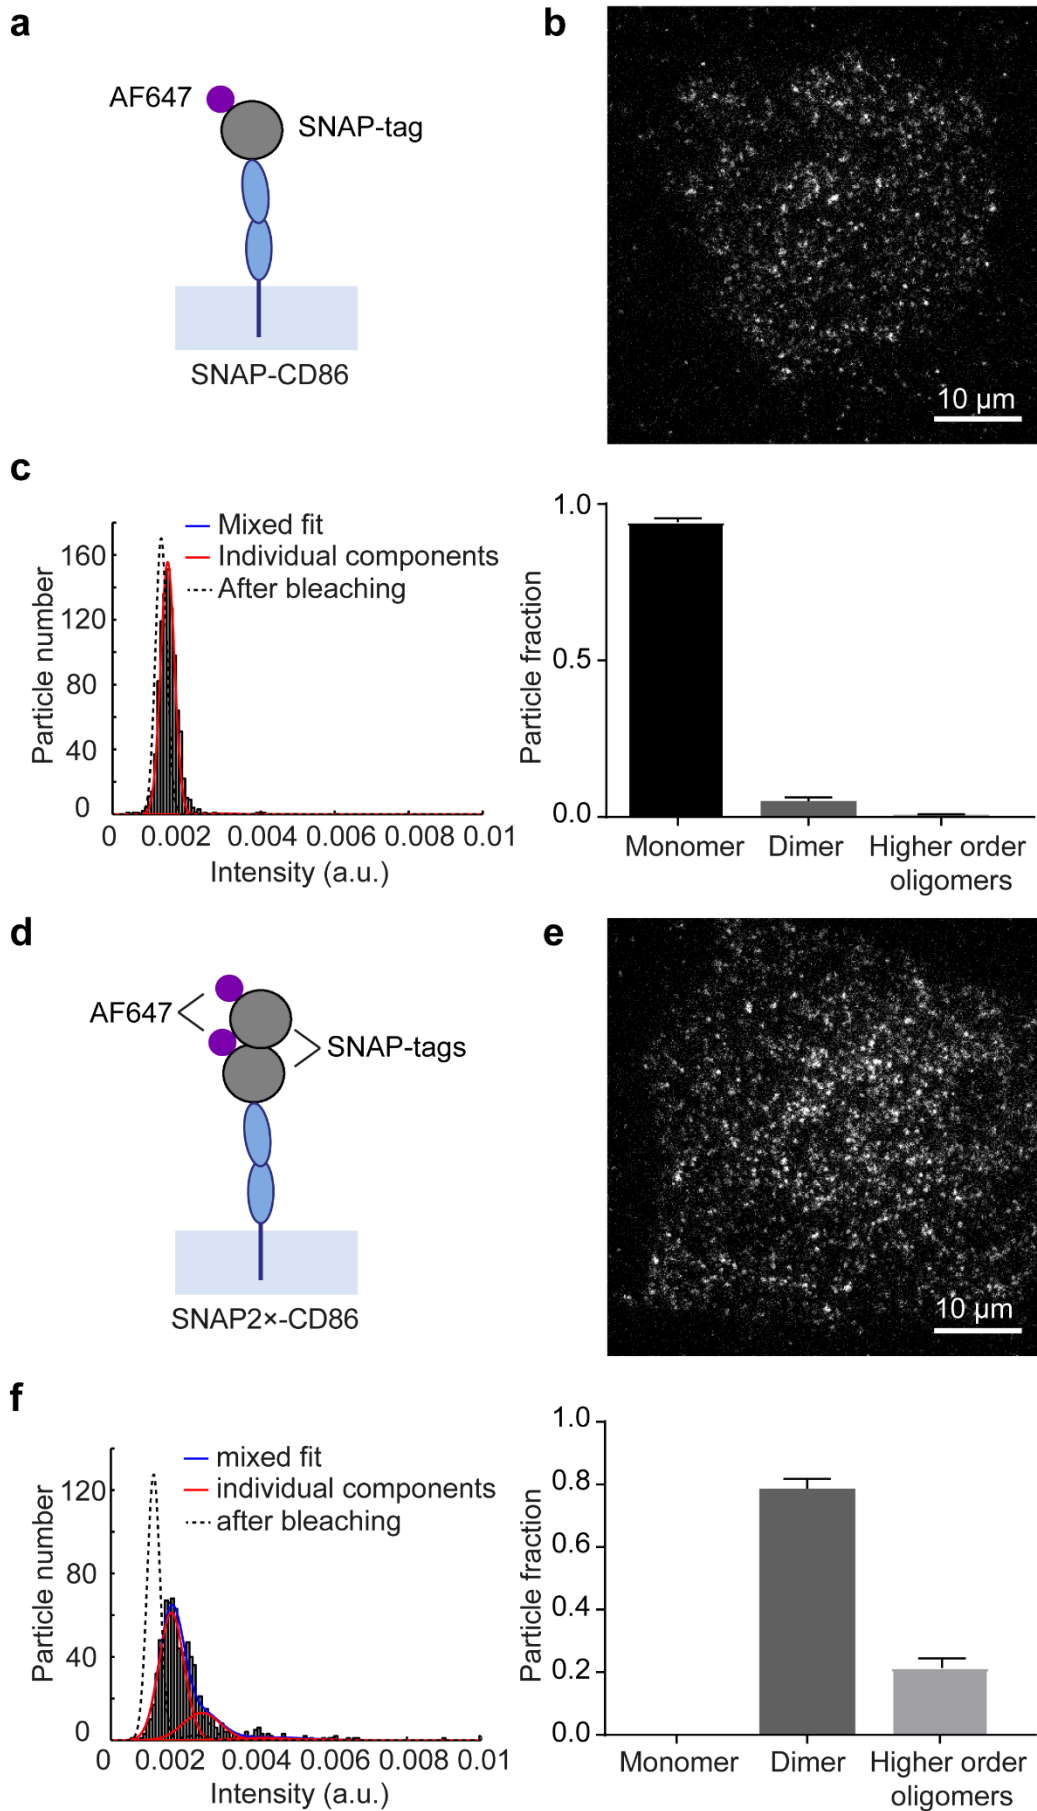 a
AF647
SNAP-tag
SNAP-CD86
b
10 µm
c
Particle number
160
120
80
40
0
Mixed fit
Individual components
After bleaching
0 0.002 0.004 0.006 0.008 0.01
Intensity (a.u.)
Particle fraction
1.0
0.5
0.0
Monomer Dimer Higher order
oligomers
d
AF647
SNAP-tags
SNAP2×-CD86
e
10 µm
f
Particle number
120
80
40
0
mixed fit
individual components
after bleaching
0 0.002 0.004 0.006 0.008 0.01
Intensity (a.u.)
Particle fraction
1.0
0.8
0.6
0.4
0.2
0.0
Monomer Dimer Higher order
oligomers